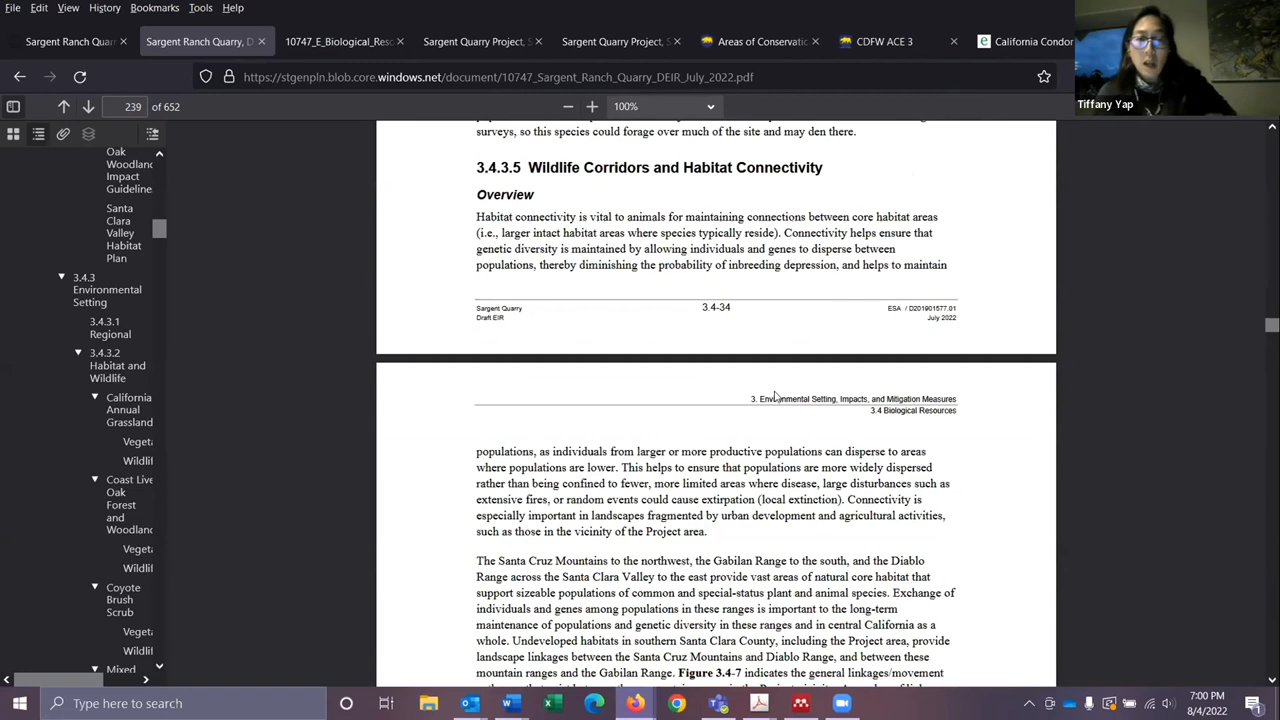 File Edit View History Bookmarks Tools Help
Sargent Ranch Quar
Sargent Ranch Quarry, D
10747_E_Biological_Res
Sargent Quarry Project, S
Sargent Quarry Project, S
Areas of Conservatic
CDFW ACE 3
California Condor
https://sgenpln.blob.core.windows.net/document/10747_Sargent_Ranch_Quarry_DEIR_July_2022.pdf
Tiffany Yap
239 of 652
100%
Oak
Woodland
Impact
Guideline
Santa
Clara
Valley
Habitat
Plan
3.4.3
Environmental
Setting
3.4.3.1
Regional
3.4.3.2
Habitat and
Wildlife
California
Annual
Grassland
Vegeta
Wildlif
Coast Live
Oak
Forest
and
Woodland
Vegeta
Wildlif
Coyote
Brush
Scrub
Vegeta
Wildlif
Mixed
surveys, so this species could forage over much of the site and may den there.
3.4.3.5 Wildlife Corridors and Habitat Connectivity
Overview
Habitat connectivity is vital to animals for maintaining connections between core habitat areas
(i.e., larger intact habitat areas where species typically reside). Connectivity helps ensure that
genetic diversity is maintained by allowing individuals and genes to disperse between
populations, thereby diminishing the probability of inbreeding depression, and helps to maintain
Sargent Quarry 3.4-34 ESA / D201901577.01
Draft EIR July 2022
3. Environmental Setting, Impacts, and Mitigation Measures
3.4 Biological Resources
populations, as individuals from larger or more productive populations can disperse to areas
where populations are lower. This helps to ensure that populations are more widely dispersed
rather than being confined to fewer, more limited areas where disease, large disturbances such as
extensive fires, or random events could cause extirpation (local extinction). Connectivity is
especially important in landscapes fragmented by urban development and agricultural activities,
such as those in the vicinity of the Project area.
The Santa Cruz Mountains to the northwest, the Gabilan Range to the south, and the Diablo
Range across the Santa Clara Valley to the east provide vast areas of natural core habitat that
support sizeable populations of common and special-status plant and animal species. Exchange of
individuals and genes among populations in these ranges is important to the long-term
maintenance of populations and genetic diversity in these ranges and in central California as a
whole. Undeveloped habitats in southern Santa Clara County, including the Project area, provide
landscape linkages between the Santa Cruz Mountains and Diablo Range, and between these
mountain ranges and the Gabilan Range. Figure 3.4-7 indicates the general linkages/movement
Type here to search
7:00 PM
8/4/2022